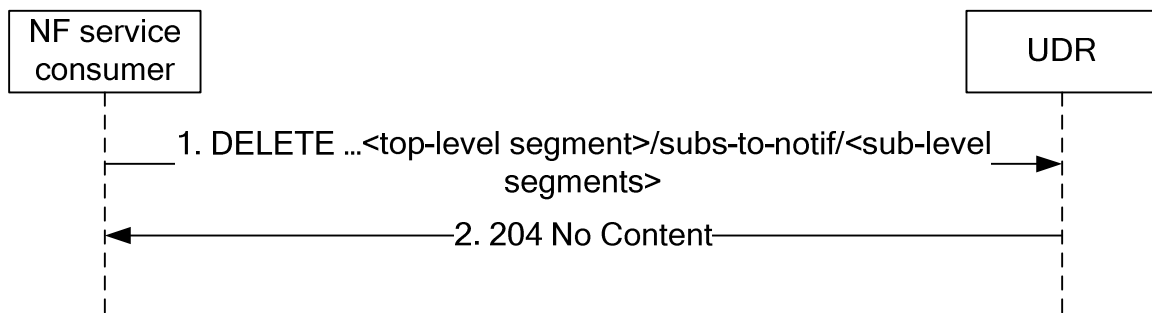 NF service
consumer
UDR
1. DELETE ...<top-level segment>/subs-to-notif/<sub-level
segments>
2. 204 No Content